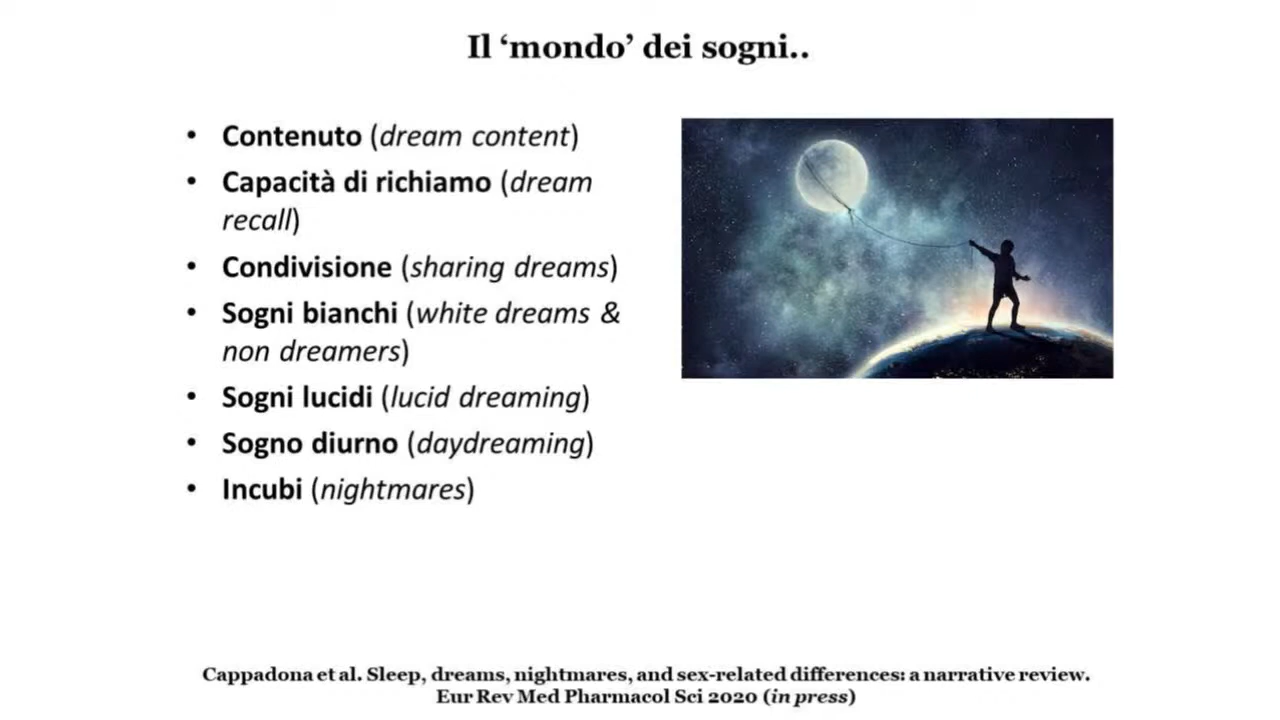 Il ‘mondo’ dei sogni..
• Contenuto (dream content)
• Capacità di richiamo (dream
recall)
• Condivisione (sharing dreams)
• Sogni bianchi (white dreams &
non dreamers)
• Sogni lucidi (lucid dreaming)
• Sogno diurno (daydreaming)
• Incubi (nightmares)
Cappadona et al. Sleep, dreams, nightmares, and sex-related differences: a narrative review.
Eur Rev Med Pharmacol Sci 2020 (in press)